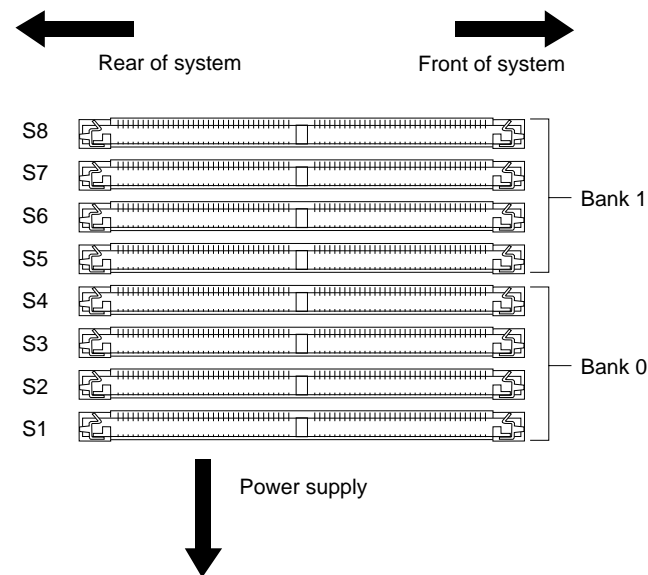 Rear of system
Front of system
S8
S7
Bank 1
S6
S5
S4
S3
Bank 0
S2
S1
Power supply